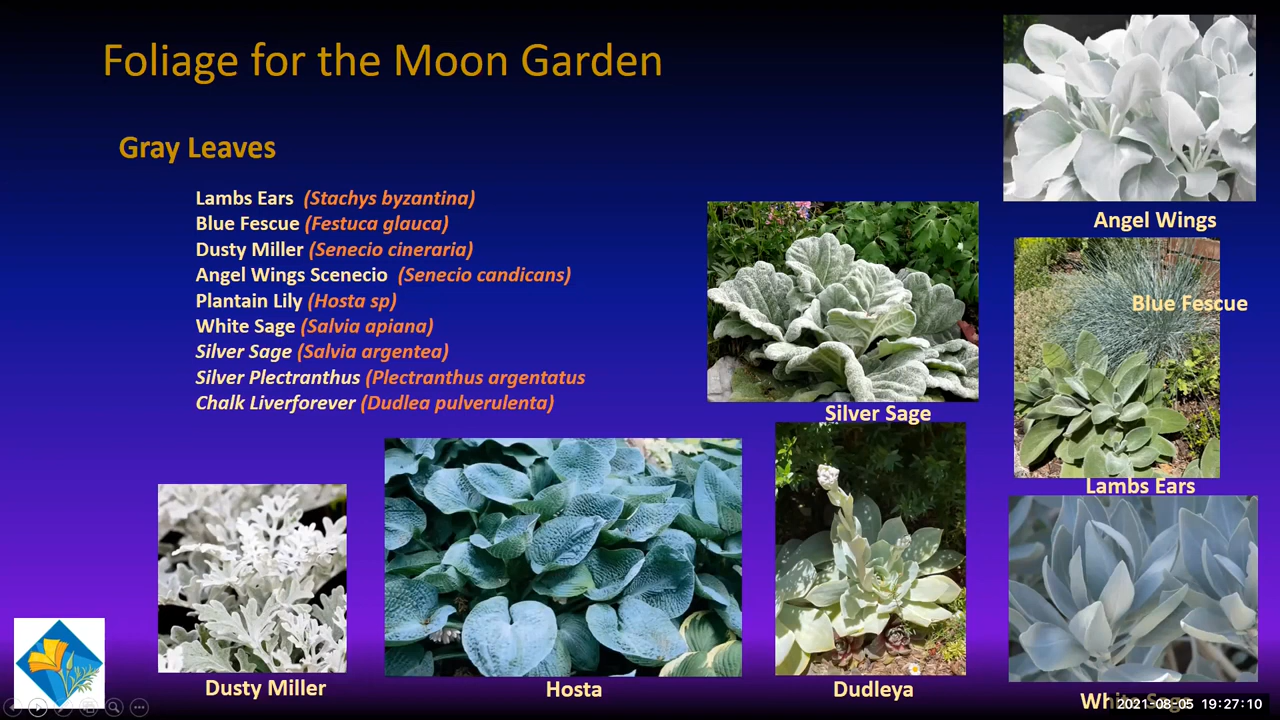 Foliage for the Moon Garden
Gray Leaves
Lambs Ears (Stachys byzantina)
Blue Fescue (Festuca glauca)
Dusty Miller (Senecio cineraria)
Angel Wings Scenecio (Senecio candicans)
Plantain Lily (Hosta sp)
White Sage (Salvia apiana)
Silver Sage (Salvia argentea)
Silver Plectranthus (Plectranthus argentatus
Chalk Liverforever (Dudlea pulverulenta)
Angel Wings
Blue Fescue
Silver Sage
Lambs Ears
Dusty Miller
Hosta
Dudleya
White Sage
2021-08-05 19:27:10